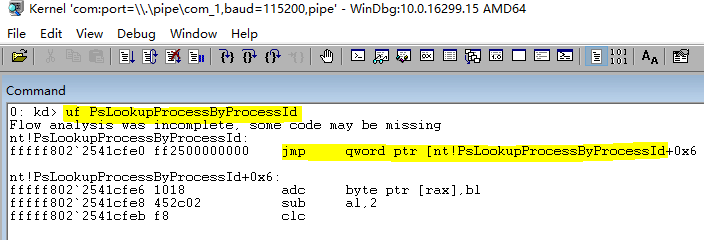 Kernel 'com:port=\\.\pipe\com_1,baud=115200,pipe' - WinDbg:10.0.16299.15 AMD64
File Edit View Debug Window Help
101
101
AA
Command
0: kd> uf PsLookupProcessByProcessId
Flow analysis was incomplete, some code may be missing
nt!PsLookupProcessByProcessId:
fffff802`2541cfe0 ff2500000000 jmp qword ptr [nt!PsLookupProcessByProcessId+0x6
nt!PsLookupProcessByProcessId+0x6:
fffff802`2541cfe6 1018 adc byte ptr [rax],bl
fffff802`2541cfe8 452c02 sub al,2
fffff802`2541cfeb f8 clc